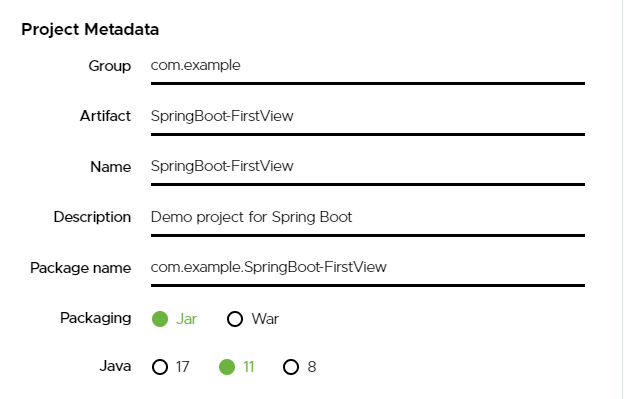 Project Metadata
Group com.example
Artifact SpringBoot-FirstView
Name SpringBoot-FirstView
Description Demo project for Spring Boot
Package name com.example.SpringBoot-FirstView
Packaging Jar War
Java 17 11 8